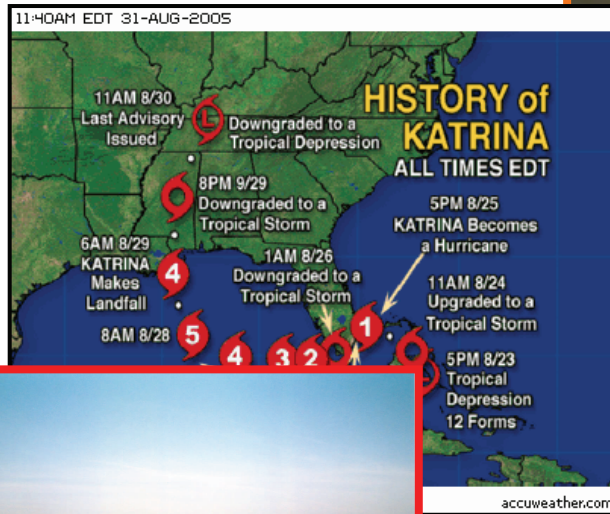 11:40AM EDT 31-AUG-2005
HISTORY of
KATRINA
ALL TIMES EDT
11AM 8/30
Last Advisory
Issued
L
Downgraded to a
Tropical Depression
8PM 9/29
Downgraded to a
Tropical Storm
5PM 8/25
KATRINA Becomes
a Hurricane
6AM 8/29
KATRINA
Makes
Landfall
4
1AM 8/26
Downgraded to a
Tropical Storm
11AM 8/24
Upgraded to a
Tropical Storm
8AM 8/28
5
4
3
2
1
5PM 8/23
Tropical
Depression
12 Forms
L
accuweather.com